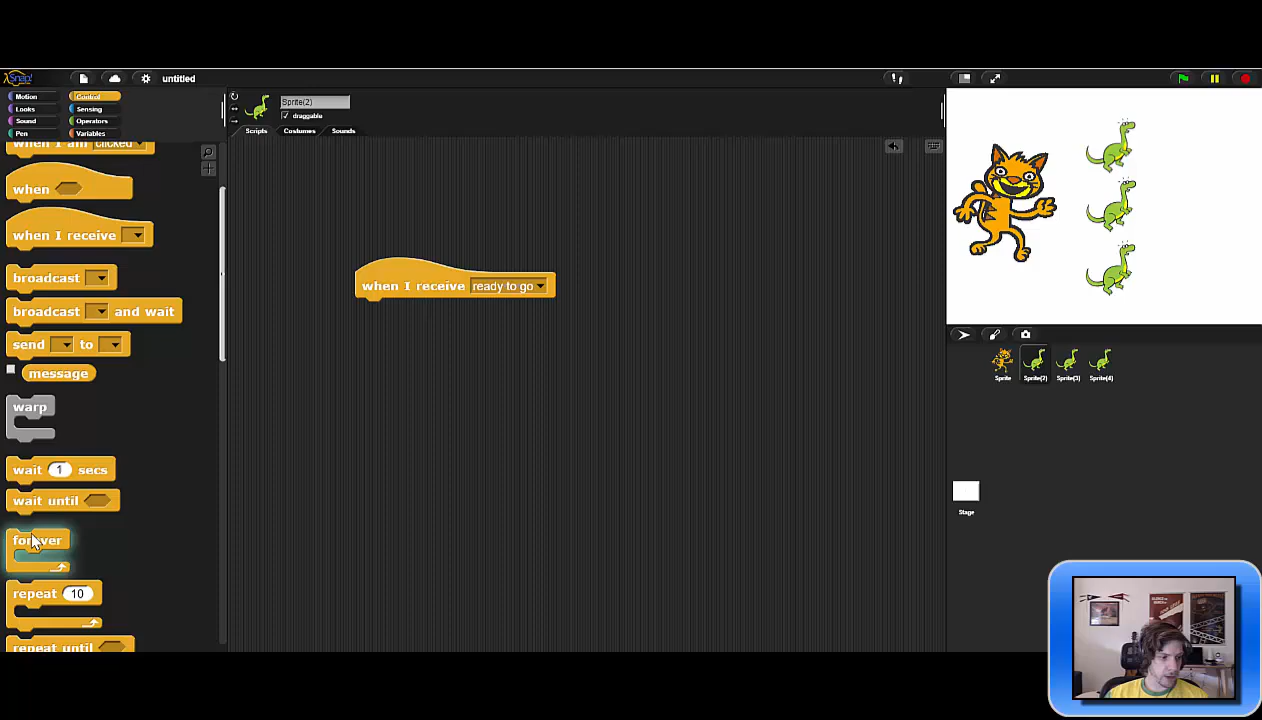 Snap!
untitled
Motion
Control
Looks
Sensing
Sound
Operators
Pen
Variables
Sprite(2)
draggable
Scripts
Costumes
Sounds
when I am clicked
when
when I receive
broadcast
broadcast and wait
send to
message
warp
wait 1 secs
wait until
forever
repeat 10
repeat until
when I receive ready to go
Sprite
Sprite(2)
Sprite(3)
Sprite(4)
Stage